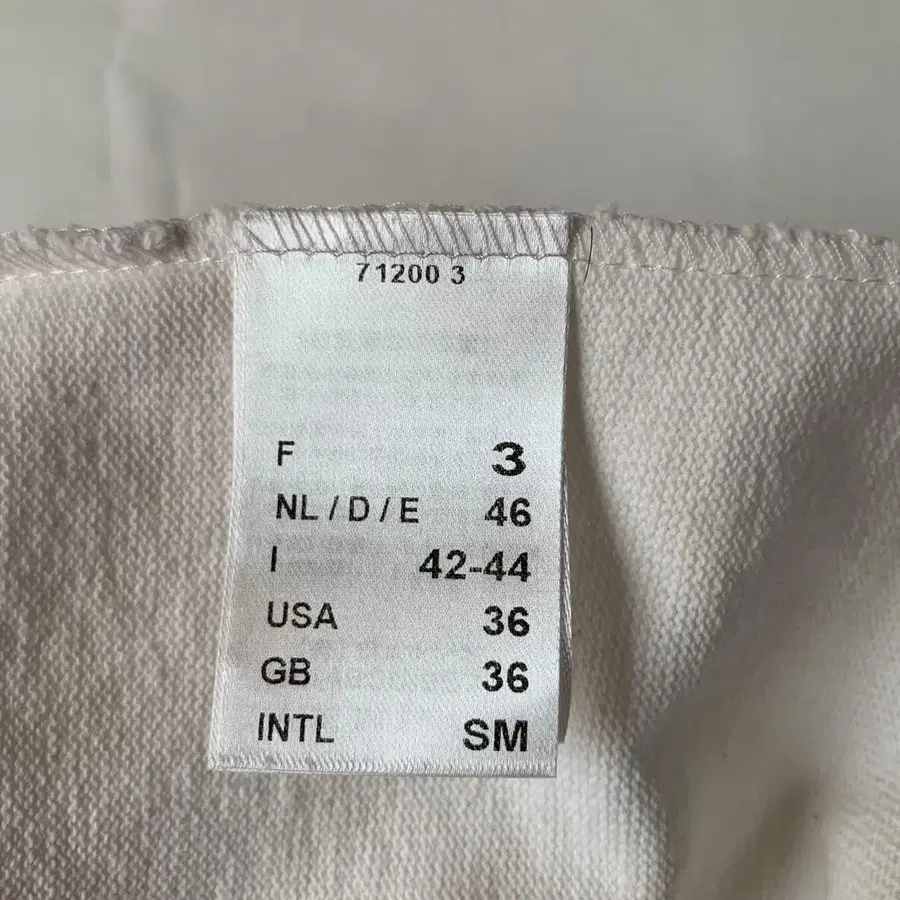 71200 3
F 3
NL / D / E 46
I 42-44
USA 36
GB 36
INTL SM